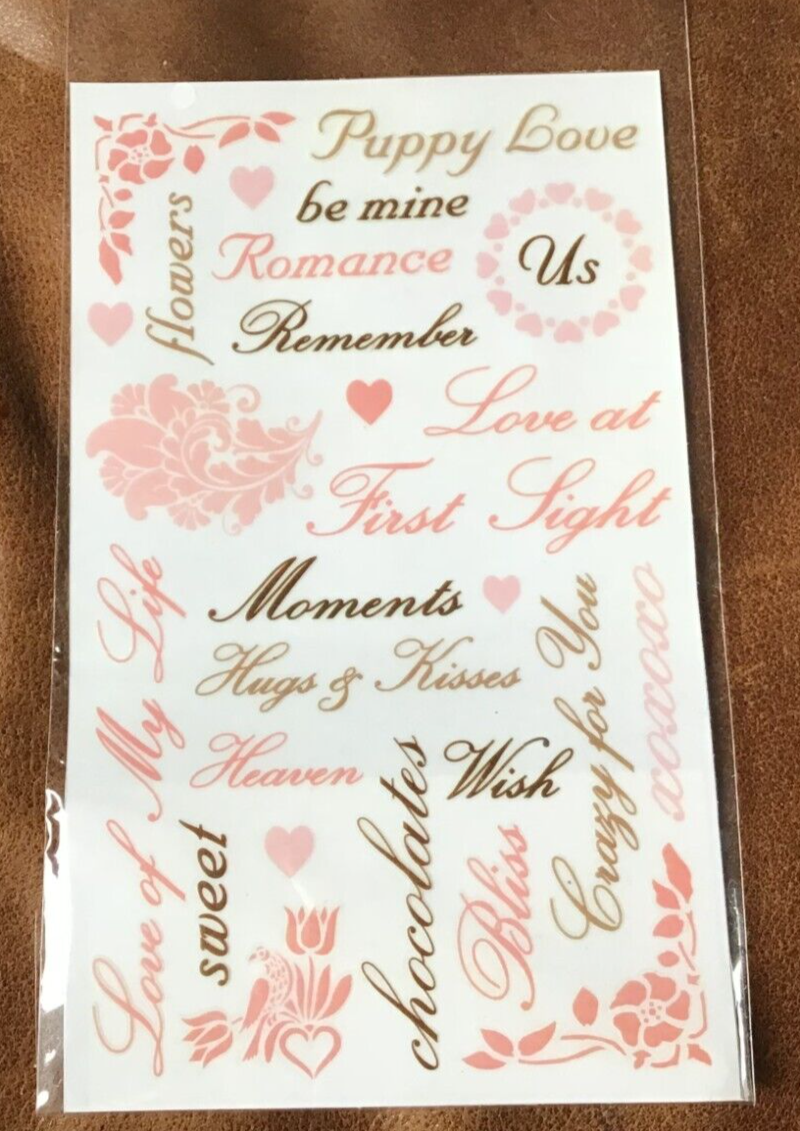 Puppy Love
be mine
flowers
Romance
Us
Remember
Love at
First Sight
Moments
Hugs & Kisses
Love of My Life
Crazy for You
xoxoxo
Heaven
Wish
sweet
chocolates
Bliss